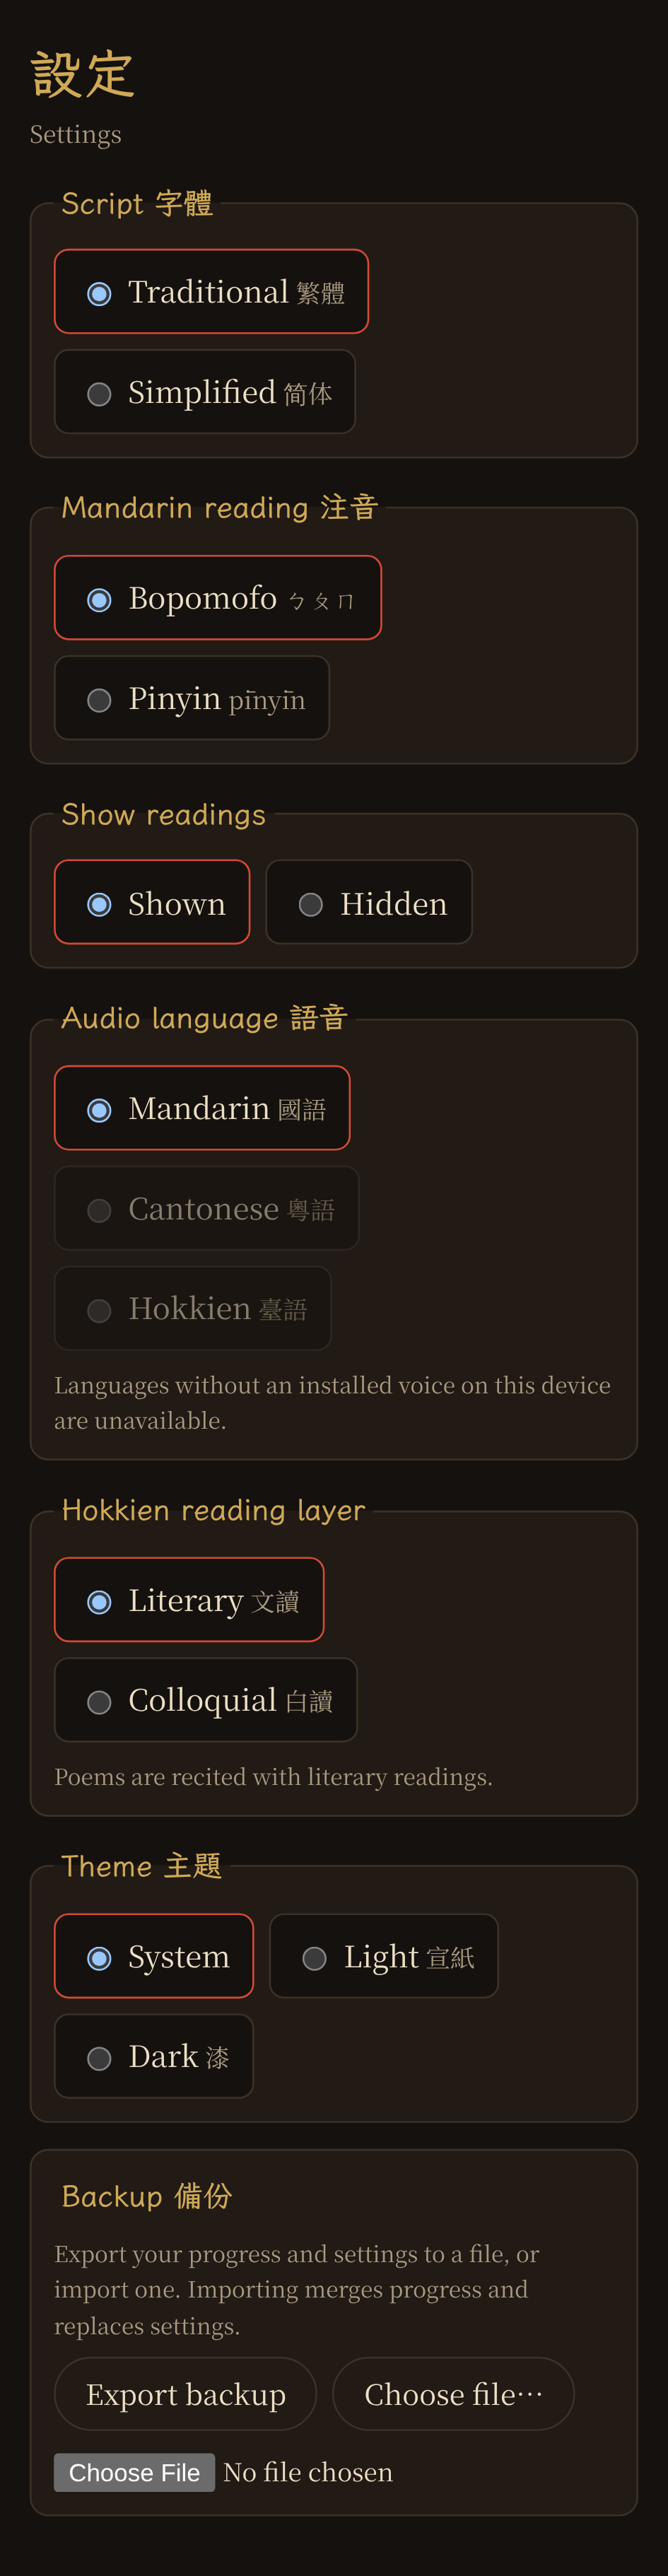 設定
Settings
Script 字體
Traditional 繁體
Simplified 简体
Mandarin reading 注音
Bopomofo ㄅㄆㄇ
Pinyin pīnyīn
Show readings
Shown
Hidden
Audio language 語音
Mandarin 國語
Cantonese 粵語
Hokkien 臺語
Languages without an installed voice on this device
are unavailable.
Hokkien reading layer
Literary 文讀
Colloquial 白讀
Poems are recited with literary readings.
Theme 主題
System
Light 宣紙
Dark 漆
Backup 備份
Export your progress and settings to a file, or
import one. Importing merges progress and
replaces settings.
Export backup
Choose file…
Choose File No file chosen